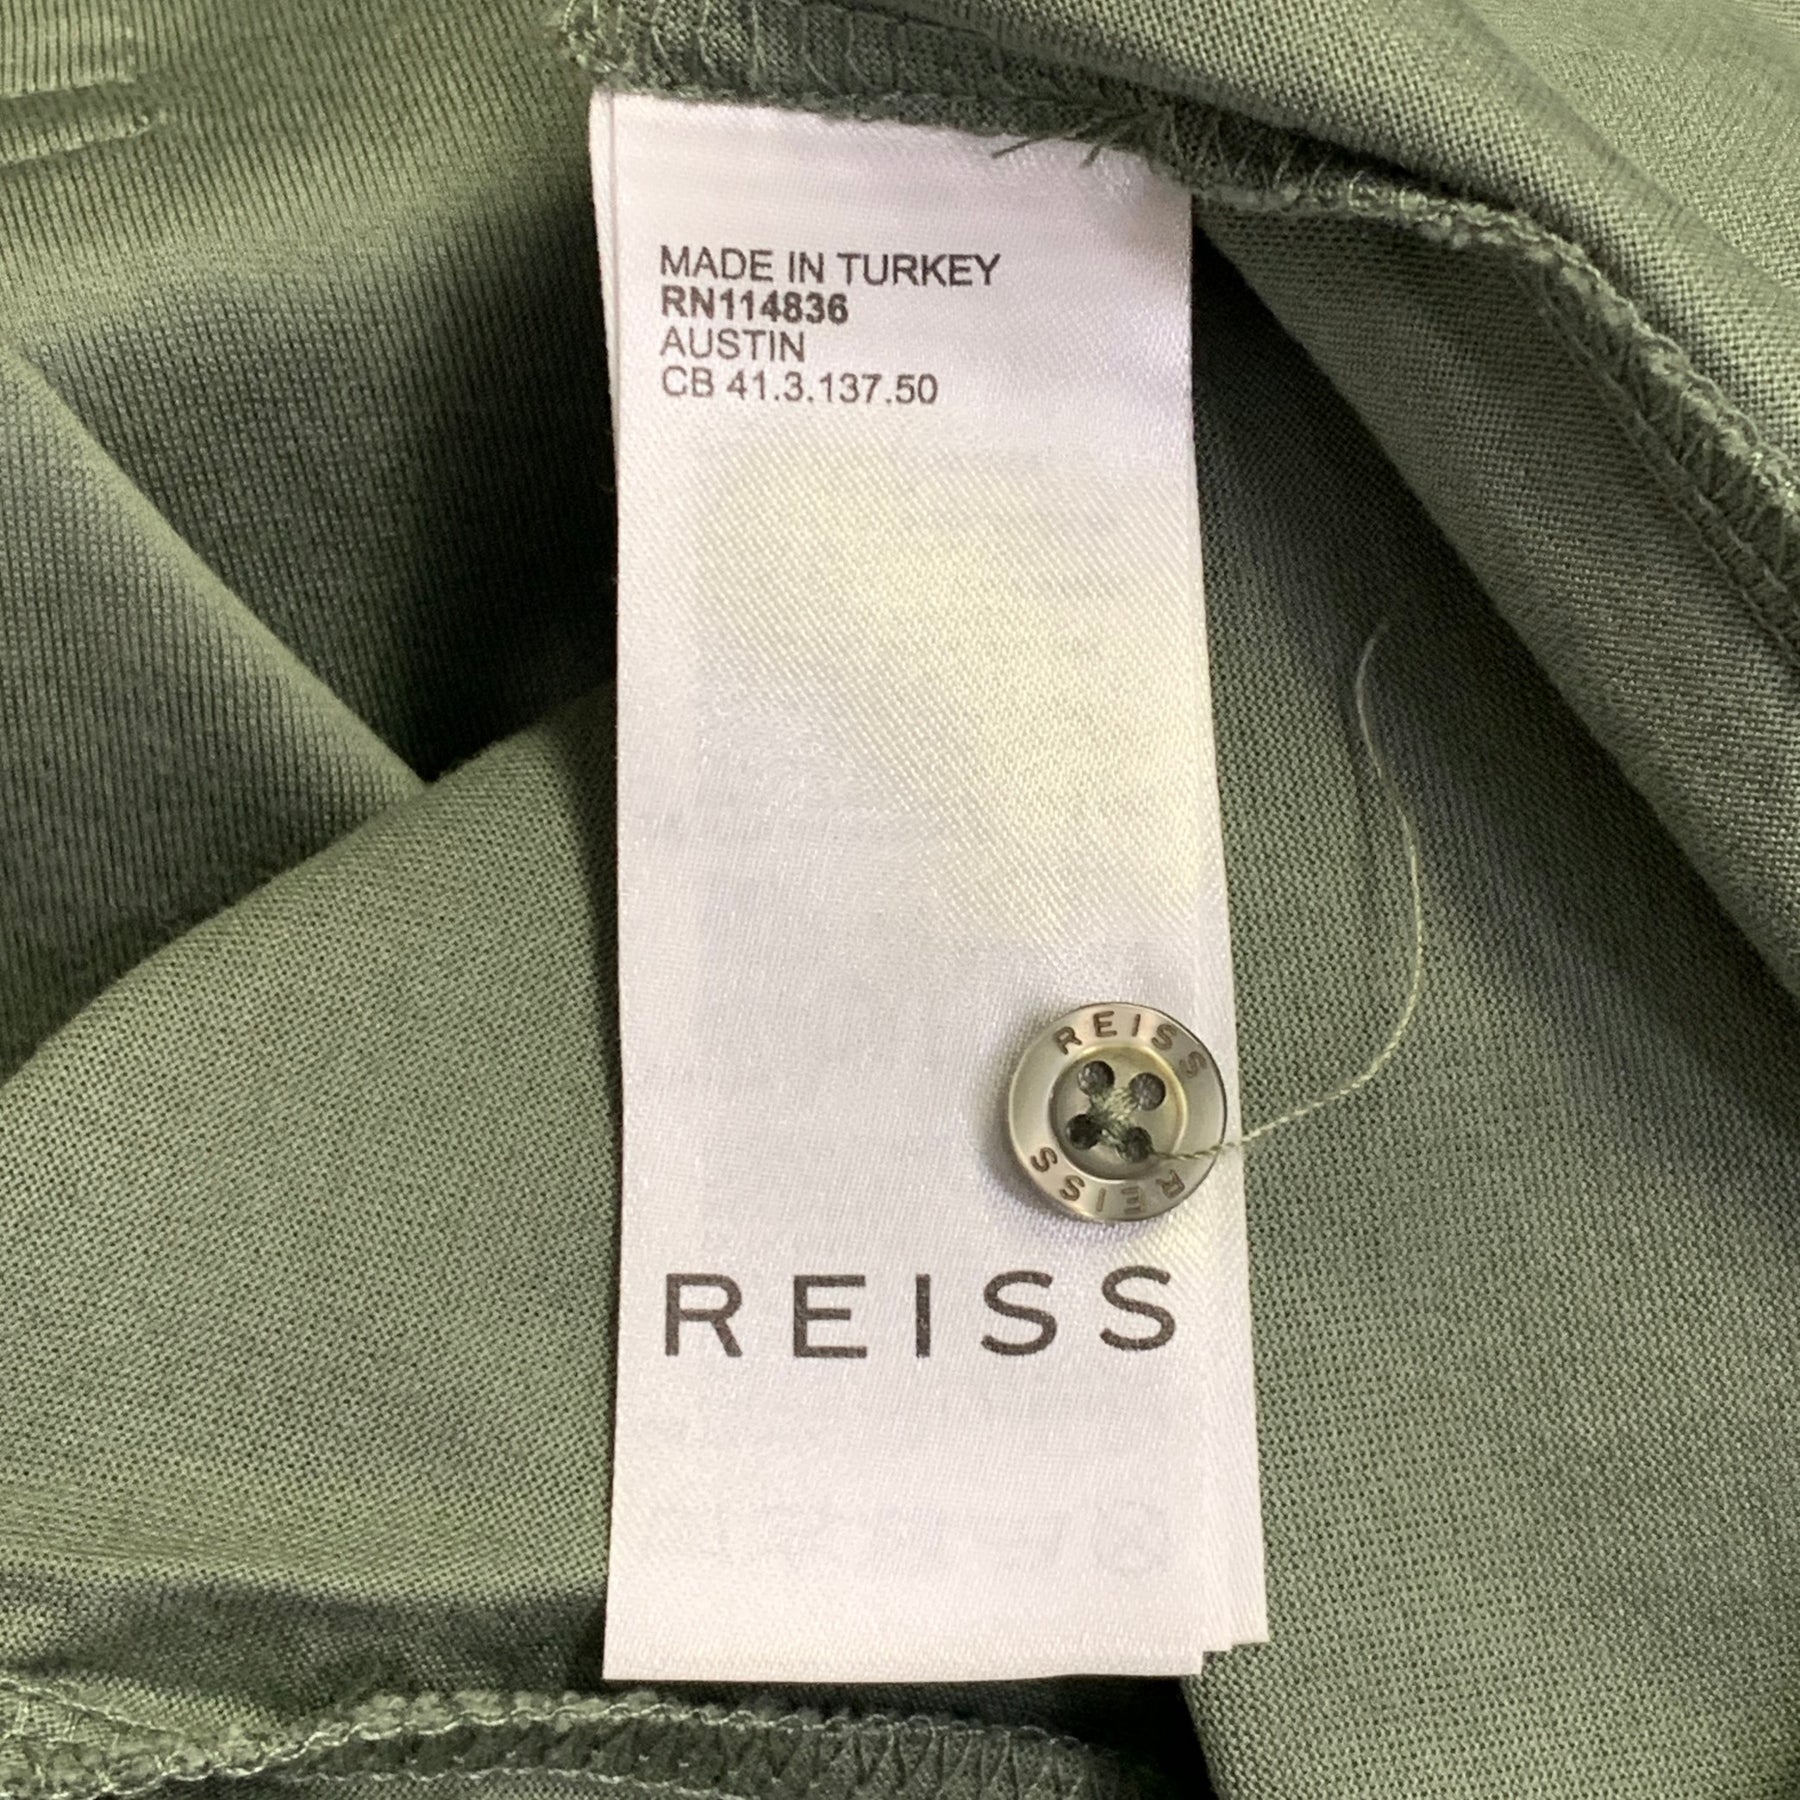 MADE IN TURKEY
RN114836
AUSTIN
CB 41.3.137.50
REISS
REISS
REISS